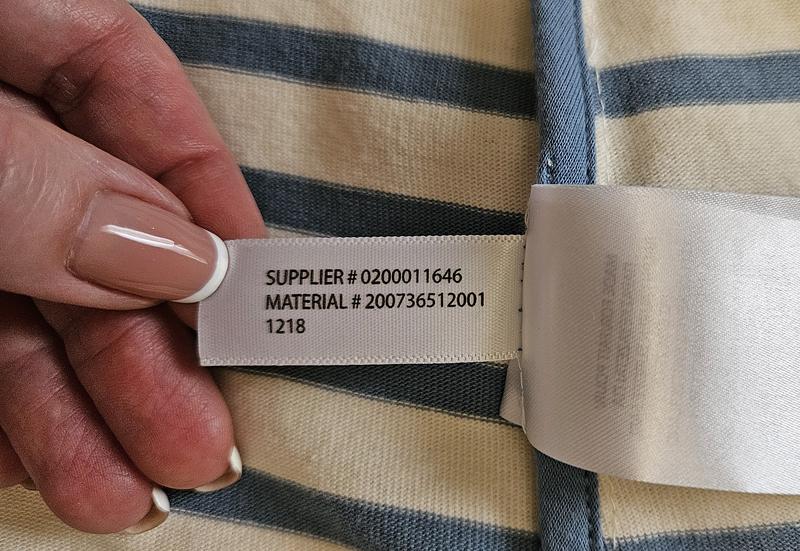 SUPPLIER # 0200011646
MATERIAL # 200736512001
1218